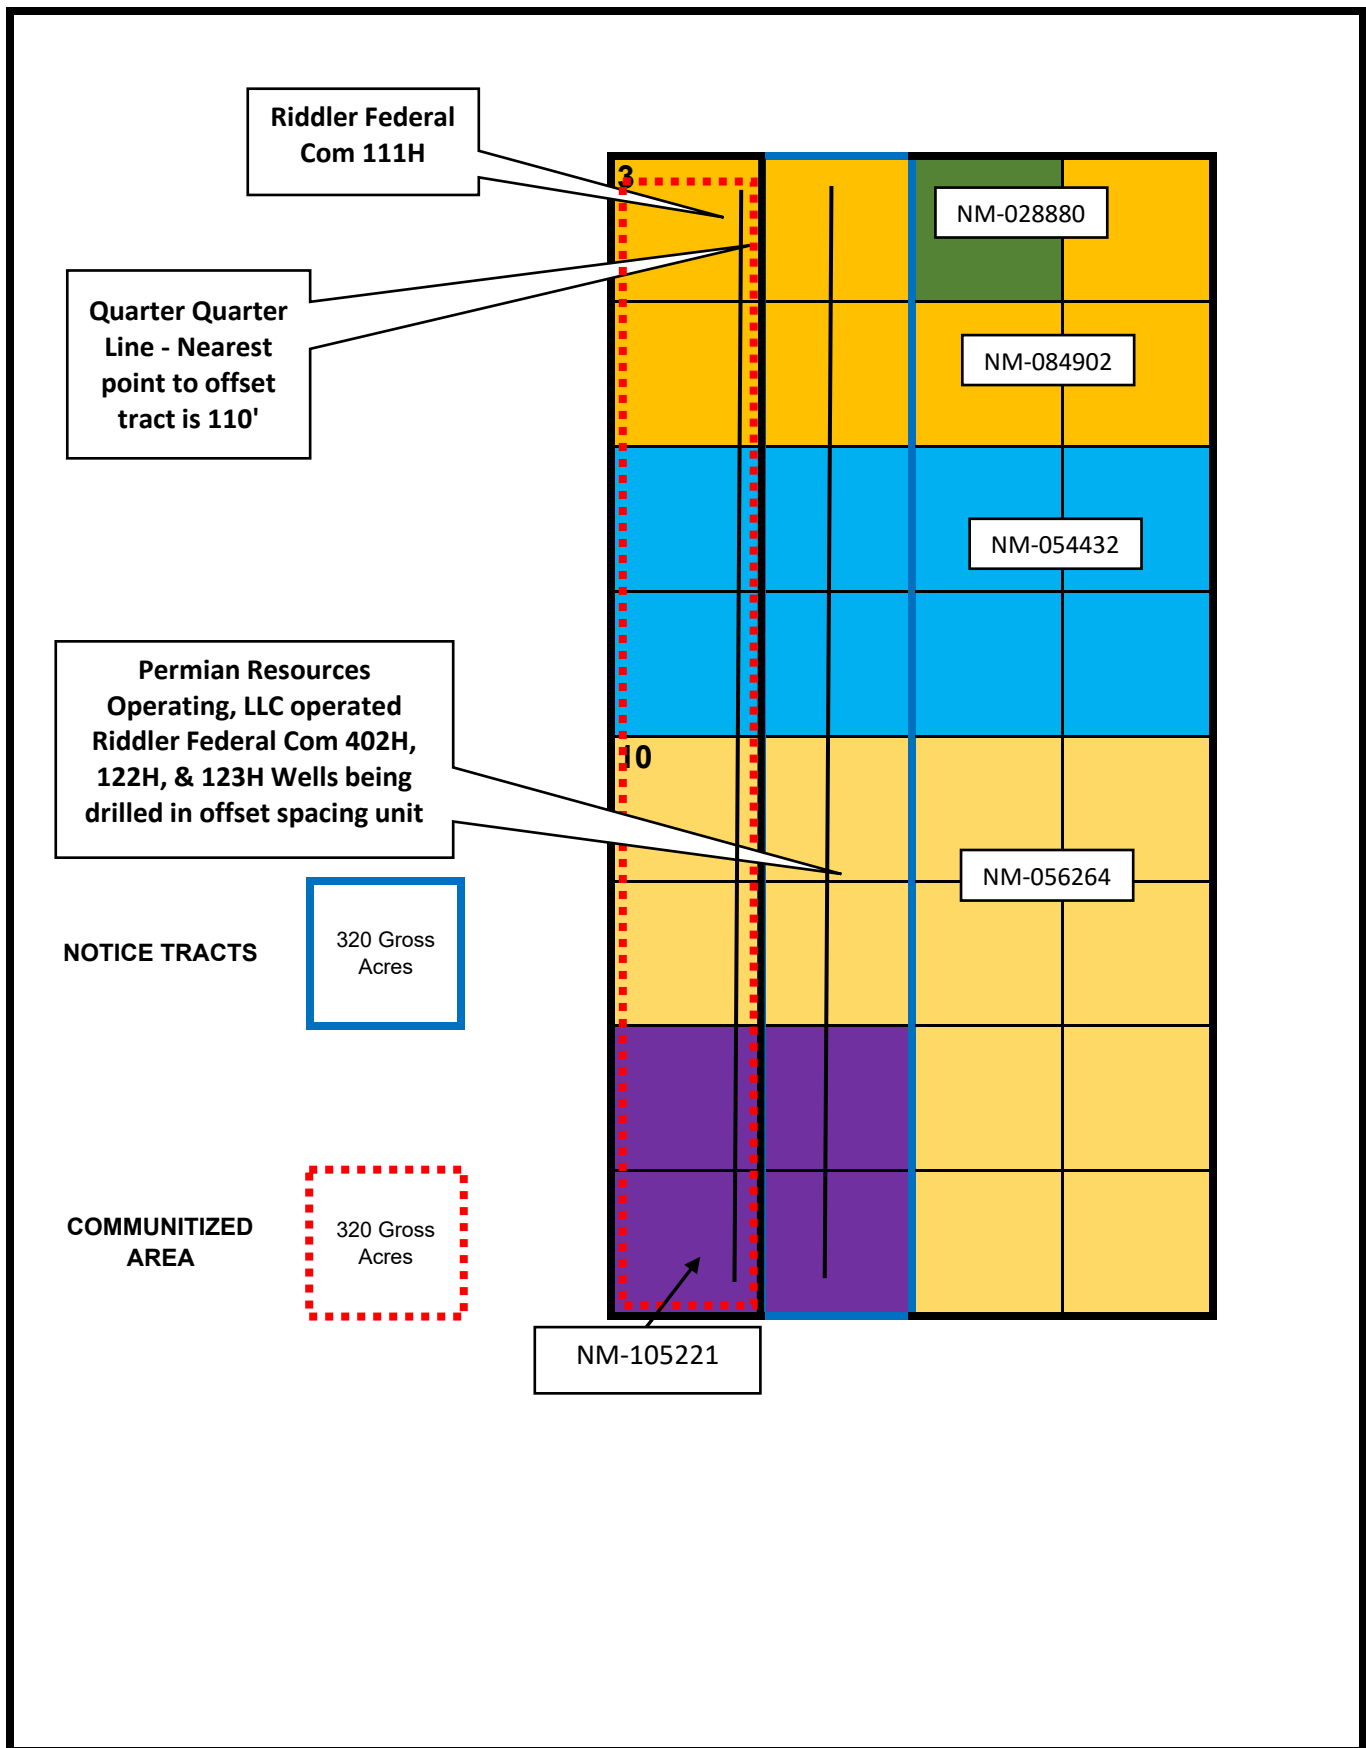 Riddler Federal
Com 111H
3
NM-028880
Quarter Quarter
Line - Nearest
point to offset
tract is 110'
NM-084902
NM-054432
Permian Resources
Operating, LLC operated
Riddler Federal Com 402H,
122H, & 123H Wells being
drilled in offset spacing unit
10
NM-056264
NOTICE TRACTS
320 Gross
Acres
COMMUNITIZED
AREA
320 Gross
Acres
NM-105221